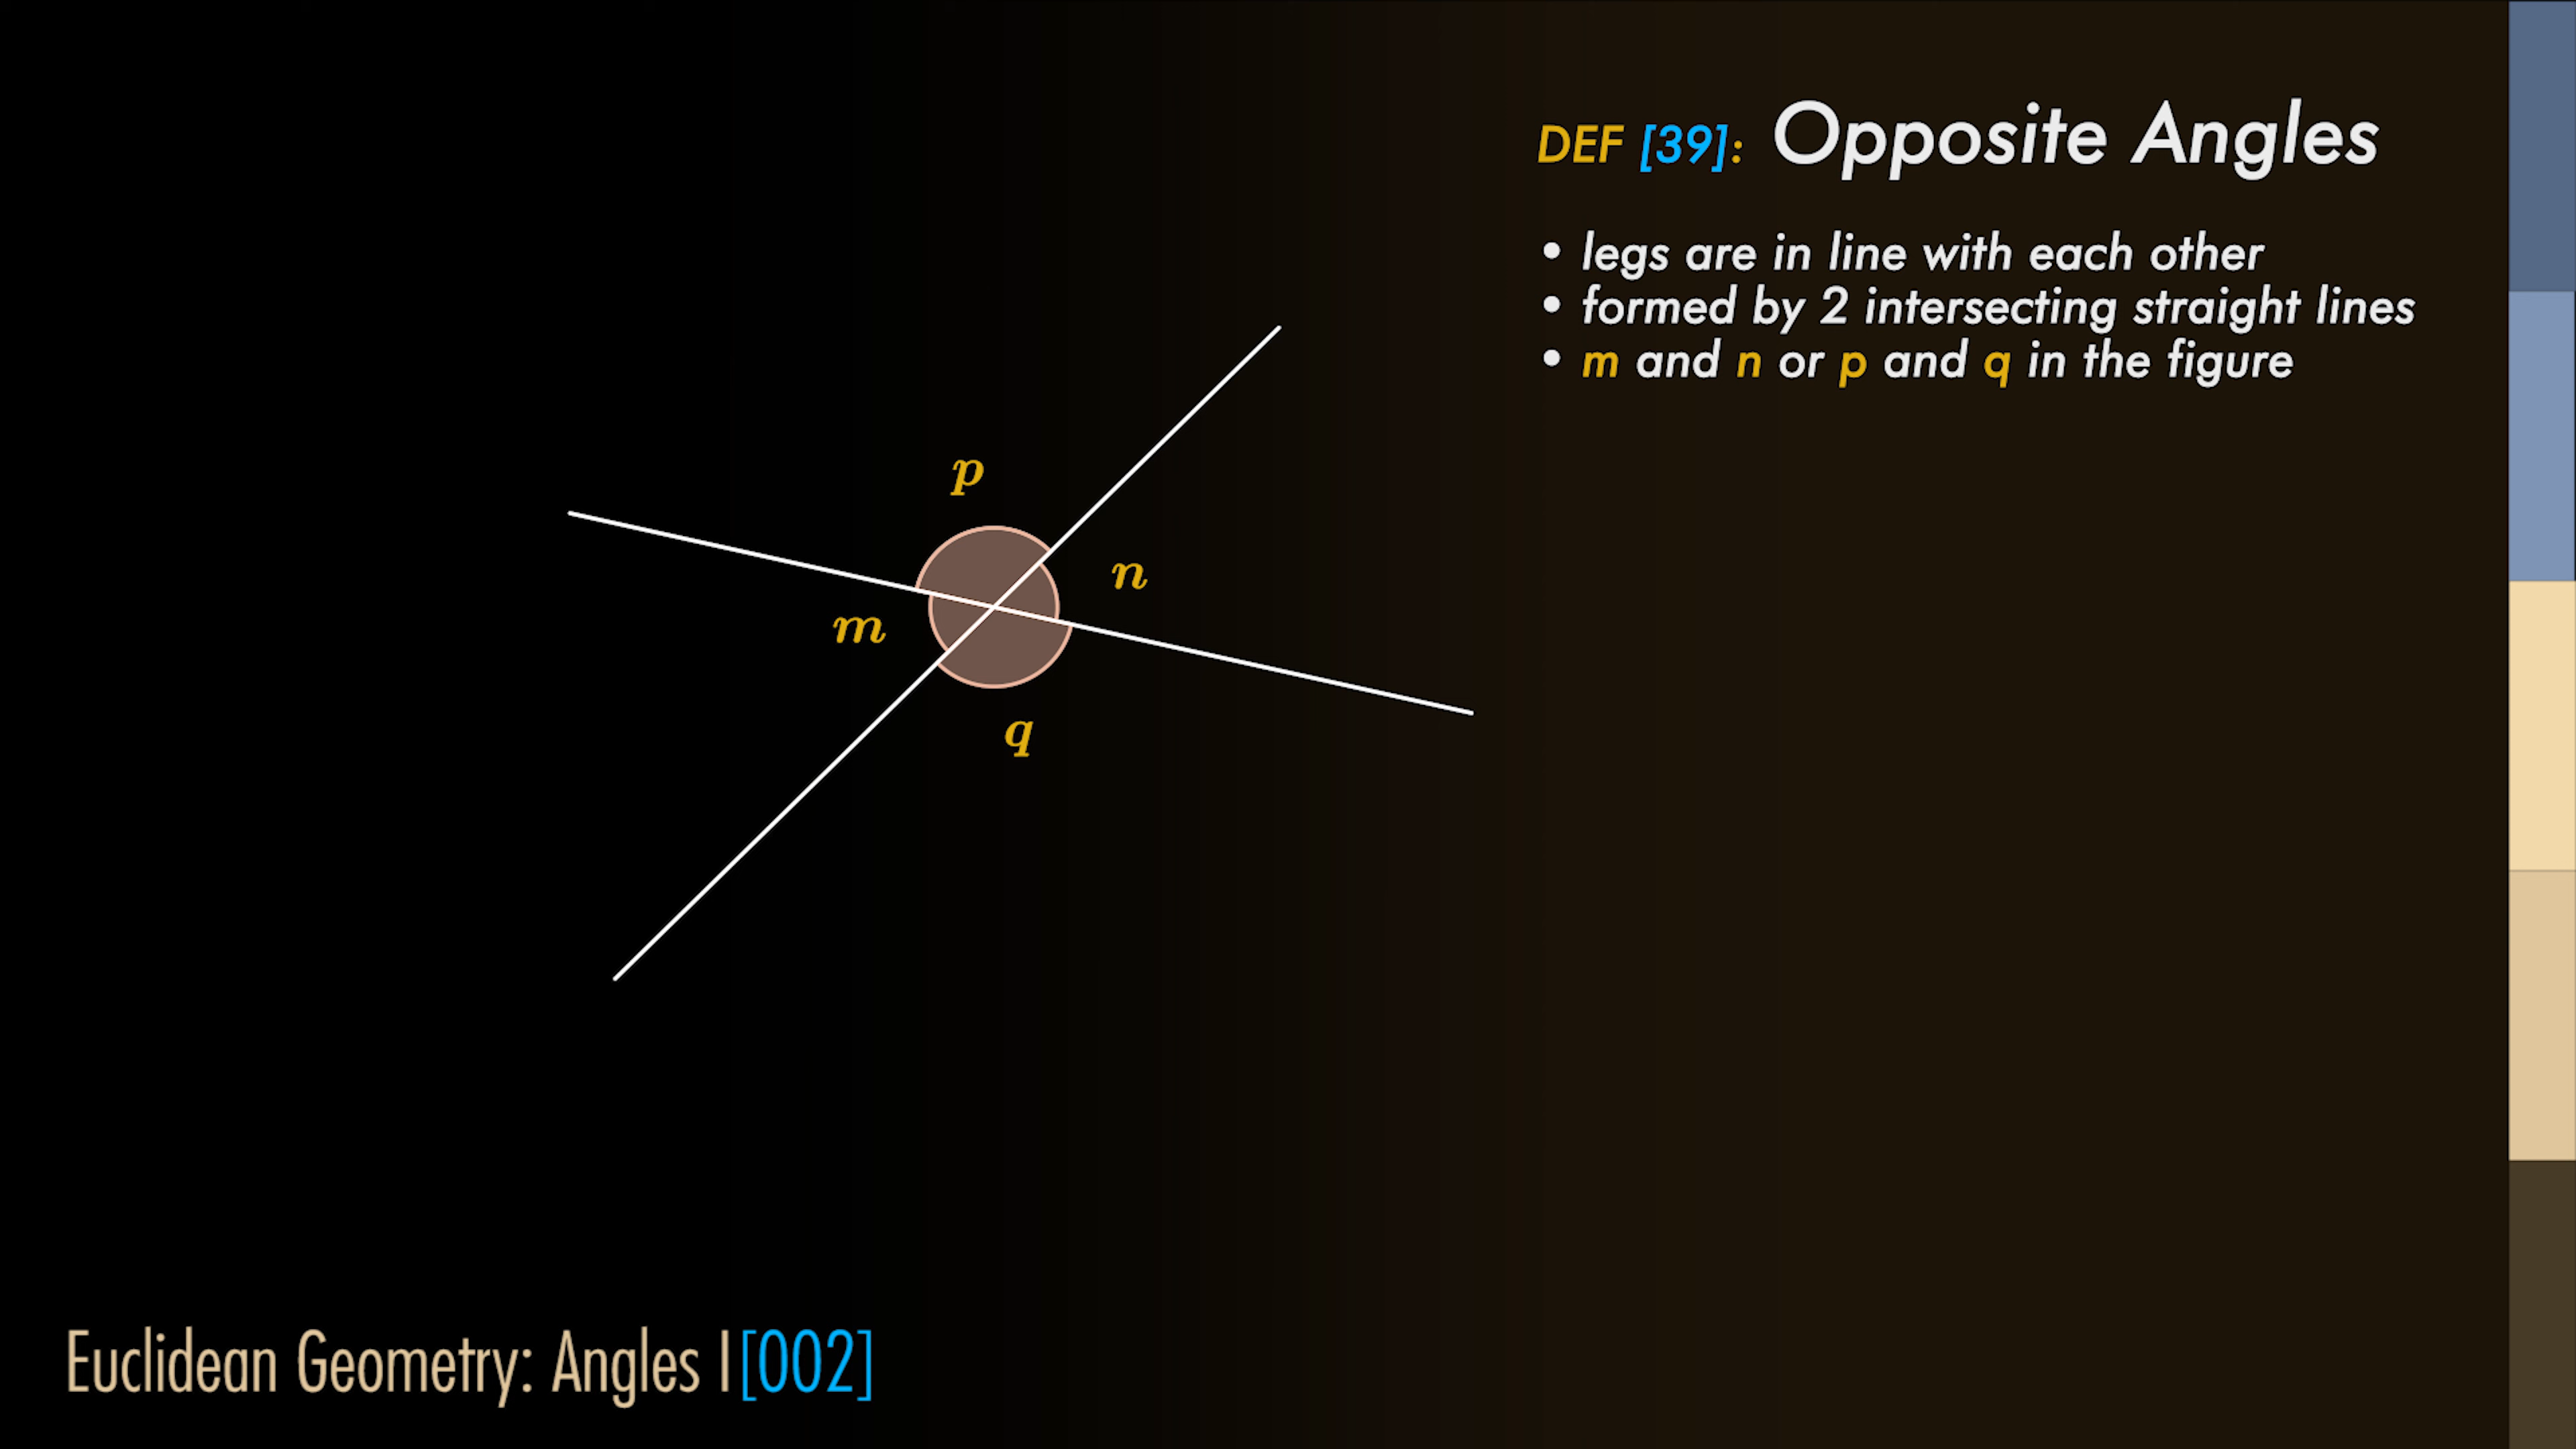 DEF [39]: Opposite Angles
• legs are in line with each other
• formed by 2 intersecting straight lines
• m and n or p and q in the figure
p
n
m
q
Euclidean Geometry: Angles I [002]